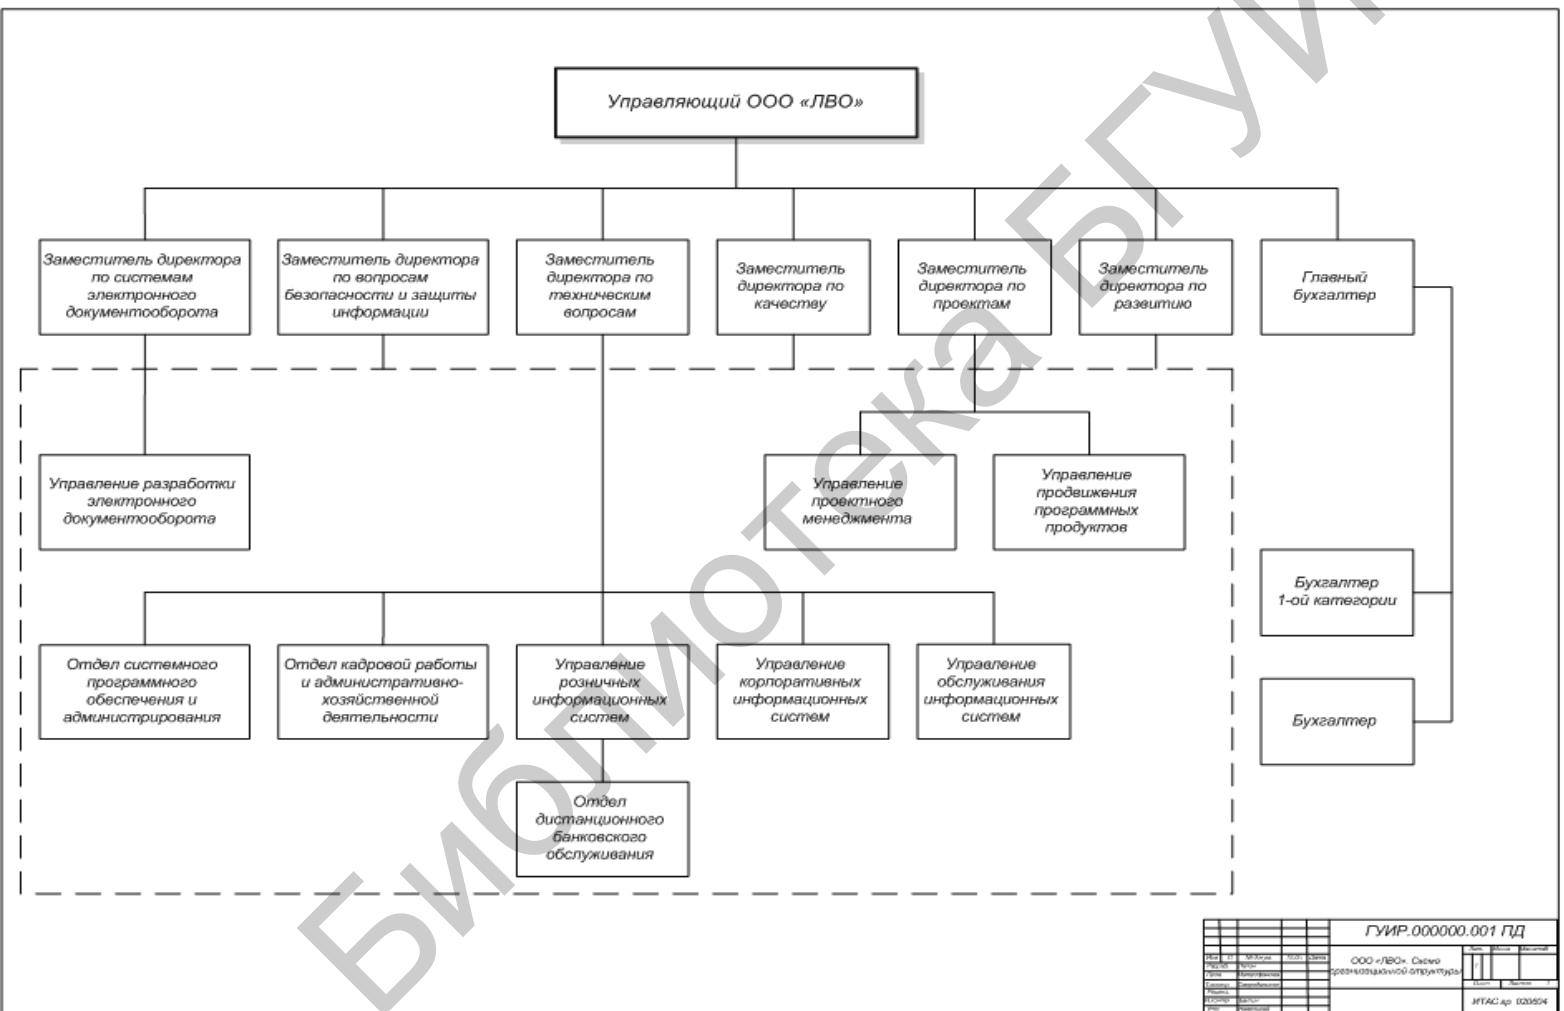 Управляющий ООО «ЛВО»
Заместитель директора
по системам
электронного
документооборота
Заместитель директора
по вопросам
безопасности и защиты
информации
Заместитель
директора по
техническим
вопросам
Заместитель
директора по
качеству
Заместитель
директора по
проектам
Заместитель
директора по
развитию
Главный
бухгалтер
Управление разработки
электронного
документооборота
Управление
проектного
менеджмента
Управление
продвижения
программных
продуктов
Бухгалтер
1-ой категории
Отдел системного
программного
обеспечения и
администрирования
Отдел кадровой работы
и административно-
хозяйственной
деятельности
Управление
розничных
информационных
систем
Управление
корпоративных
информационных
систем
Управление
обслуживания
информационных
систем
Бухгалтер
Отдел
дистанционного
банковского
обслуживания
Библиотека БГУИ
ГУИР.000000.001 ПД
ООО «ЛВО». Схема
организационной структуры
ИТАС гр. 020604